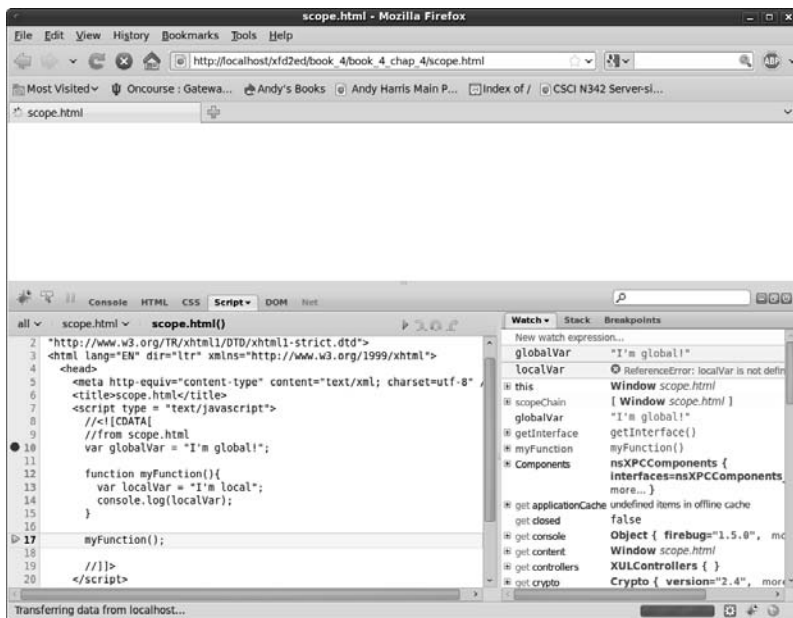 scope.html - Mozilla Firefox
File Edit View History Bookmarks Tools Help
http://localhost/xfd2ed/book_4/book_4_chap_4/scope.html
ABP
Most Visited Oncourse : Gatewa... Andy's Books Andy Harris Main P... Index of / CSCI N342 Server-si...
scope.html
Console HTML CSS Script DOM Net
all scope.html scope.html()
Watch Stack Breakpoints
2 "http://www.w3.org/TR/xhtml1/DTD/xhtml1-strict.dtd">
3 <html lang="EN" dir="ltr" xmlns="http://www.w3.org/1999/xhtml">
4 <head>
5 <meta http-equiv="content-type" content="text/xml; charset=utf-8" /
6 <title>scope.html</title>
7 <script type = "text/javascript">
8 //<![CDATA[
9 //from scope.html
10 var globalVar = "I'm global!";
11
12 function myFunction(){
13 var localVar = "I'm local";
14 console.log(localVar);
15 }
16
17 myFunction();
18
19 //]]>
20 </script>
New watch expression...
globalVar "I'm global!"
localVar ReferenceError: localVar is not defin
this Window scope.html
scopeChain [ Window scope.html ]
globalVar "I'm global!"
getInterface getInterface()
myFunction myFunction()
Components nsXPCComponents {
interfaces=nsXPCComponents_
more... }
get applicationCache undefined items in offline cache
get closed false
get console Object { firebug="1.5.0", mo
get content Window scope.html
get controllers XULControllers { }
get crypto Crypto { version="2.4", more
Transferring data from localhost...